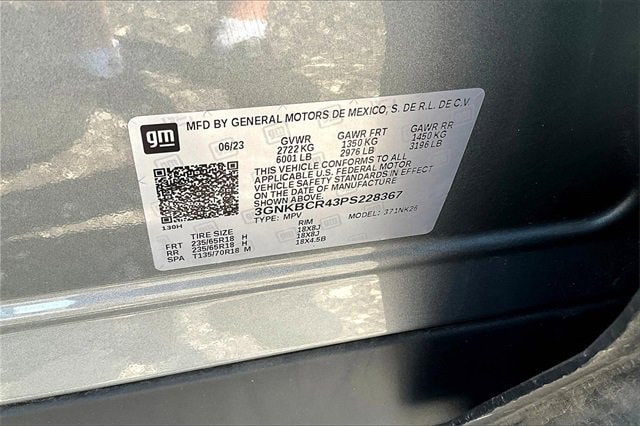 gm
MFD BY GENERAL MOTORS DE MEXICO, S. DE R.L. DE C.V.
06/23 GVWR GAWR FRT GAWR RR
2722 KG 1350 KG 1450 KG
6001 LB 2976 LB 3196 LB
THIS VEHICLE CONFORMS TO ALL
APPLICABLE U.S. FEDERAL MOTOR
VEHICLE SAFETY STANDARDS IN EFFECT
ON THE DATE OF MANUFACTURE
3GNKBCR43PS228367
TYPE: MPV MODEL: 371NK26
130H
TIRE SIZE RIM
FRT 235/65R18 H 18X8J
RR 235/65R18 H 18X8J
SPA T135/70R18 M 18X4.5B